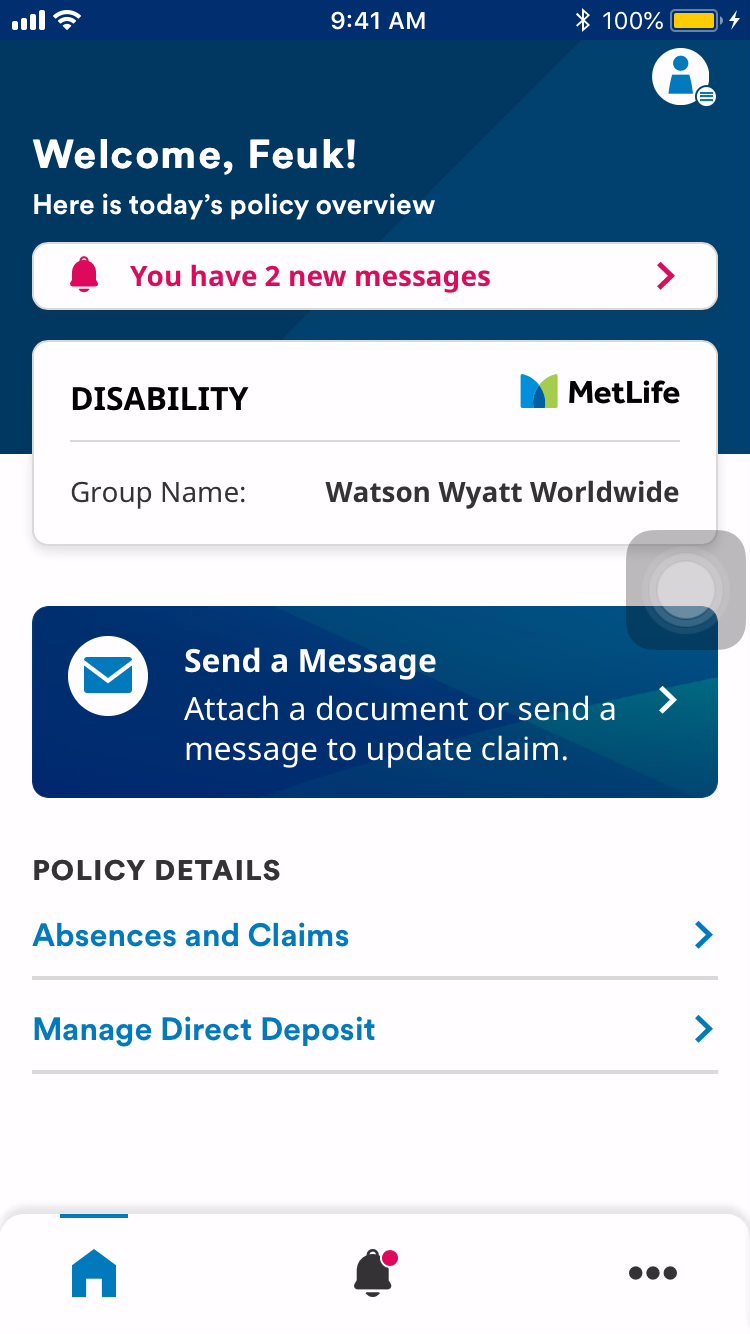 9:41 AM
100%
Welcome, Feuk!
Here is today’s policy overview
You have 2 new messages
DISABILITY
MetLife
Group Name: Watson Wyatt Worldwide
Send a Message
Attach a document or send a
message to update claim.
POLICY DETAILS
Absences and Claims
Manage Direct Deposit